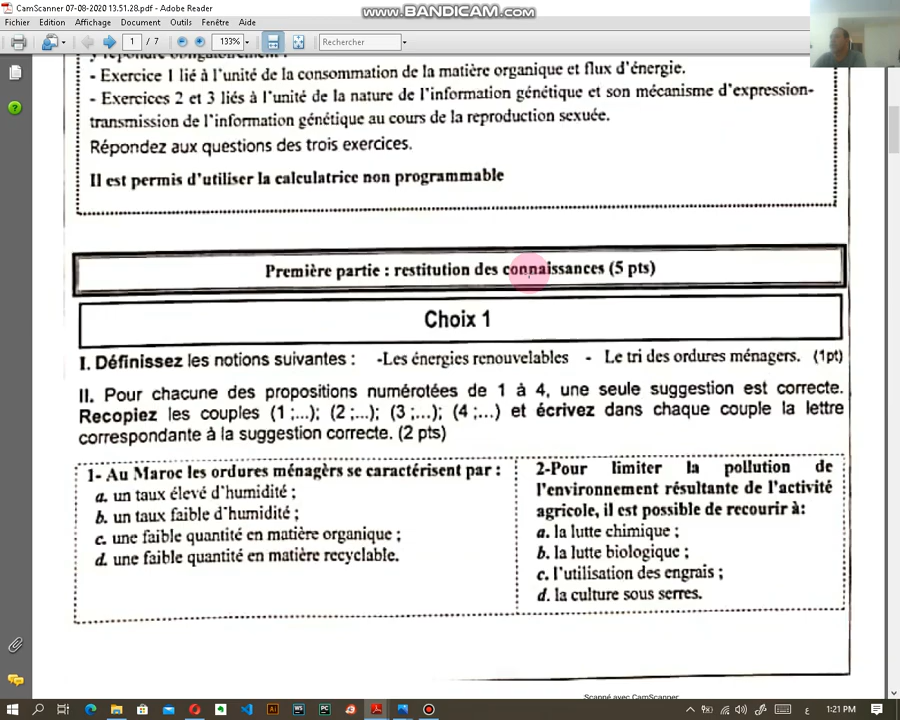 CamScanner 07-08-2020 13.51.28.pdf - Adobe Reader
www.BANDICAM.com
Fichier Edition Affichage Document Outils Fenêtre Aide
1 / 7 133% Rechercher
y répondre obligatoirement :
- Exercice 1 lié à l'unité de la consommation de la matière organique et flux d'énergie.
- Exercices 2 et 3 liés à l'unité de la nature de l'information génétique et son mécanisme d'expression-
transmission de l'information génétique au cours de la reproduction sexuée.
Répondez aux questions des trois exercices.
Il est permis d'utiliser la calculatrice non programmable
Première partie : restitution des connaissances (5 pts)
Choix 1
I. Définissez les notions suivantes : -Les énergies renouvelables - Le tri des ordures ménagers. (1pt)
II. Pour chacune des propositions numérotées de 1 à 4, une seule suggestion est correcte.
Recopiez les couples (1 ;...); (2 ;...); (3 ;...); (4 ;...) et écrivez dans chaque couple la lettre
correspondante à la suggestion correcte. (2 pts)
1- Au Maroc les ordures ménagèrs se caractérisent par :
a. un taux élevé d'humidité ;
b. un taux faible d'humidité ;
c. une faible quantité en matière organique ;
d. une faible quantité en matière recyclable.
2-Pour limiter la pollution de
l'environnement résultante de l'activité
agricole, il est possible de recourir à:
a. la lutte chimique ;
b. la lutte biologique ;
c. l'utilisation des engrais ;
d. la culture sous serres.
Scanné avec CamScanner
1:21 PM